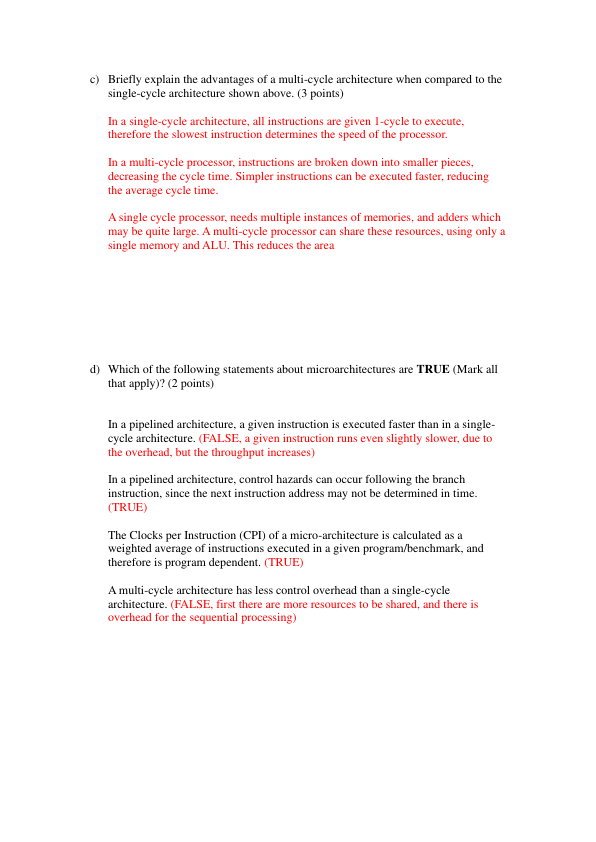 c) Briefly explain the advantages of a multi-cycle architecture when compared to the
single-cycle architecture shown above. (3 points)
In a single-cycle architecture, all instructions are given 1-cycle to execute,
therefore the slowest instruction determines the speed of the processor.
In a multi-cycle processor, instructions are broken down into smaller pieces,
decreasing the cycle time. Simpler instructions can be executed faster, reducing
the average cycle time.
A single cycle processor, needs multiple instances of memories, and adders which
may be quite large. A multi-cycle processor can share these resources, using only a
single memory and ALU. This reduces the area
d) Which of the following statements about microarchitectures are TRUE (Mark all
that apply)? (2 points)
In a pipelined architecture, a given instruction is executed faster than in a single-
cycle architecture. (FALSE, a given instruction runs even slightly slower, due to
the overhead, but the throughput increases)
In a pipelined architecture, control hazards can occur following the branch
instruction, since the next instruction address may not be determined in time.
(TRUE)
The Clocks per Instruction (CPI) of a micro-architecture is calculated as a
weighted average of instructions executed in a given program/benchmark, and
therefore is program dependent. (TRUE)
A multi-cycle architecture has less control overhead than a single-cycle
architecture. (FALSE, first there are more resources to be shared, and there is
overhead for the sequential processing)